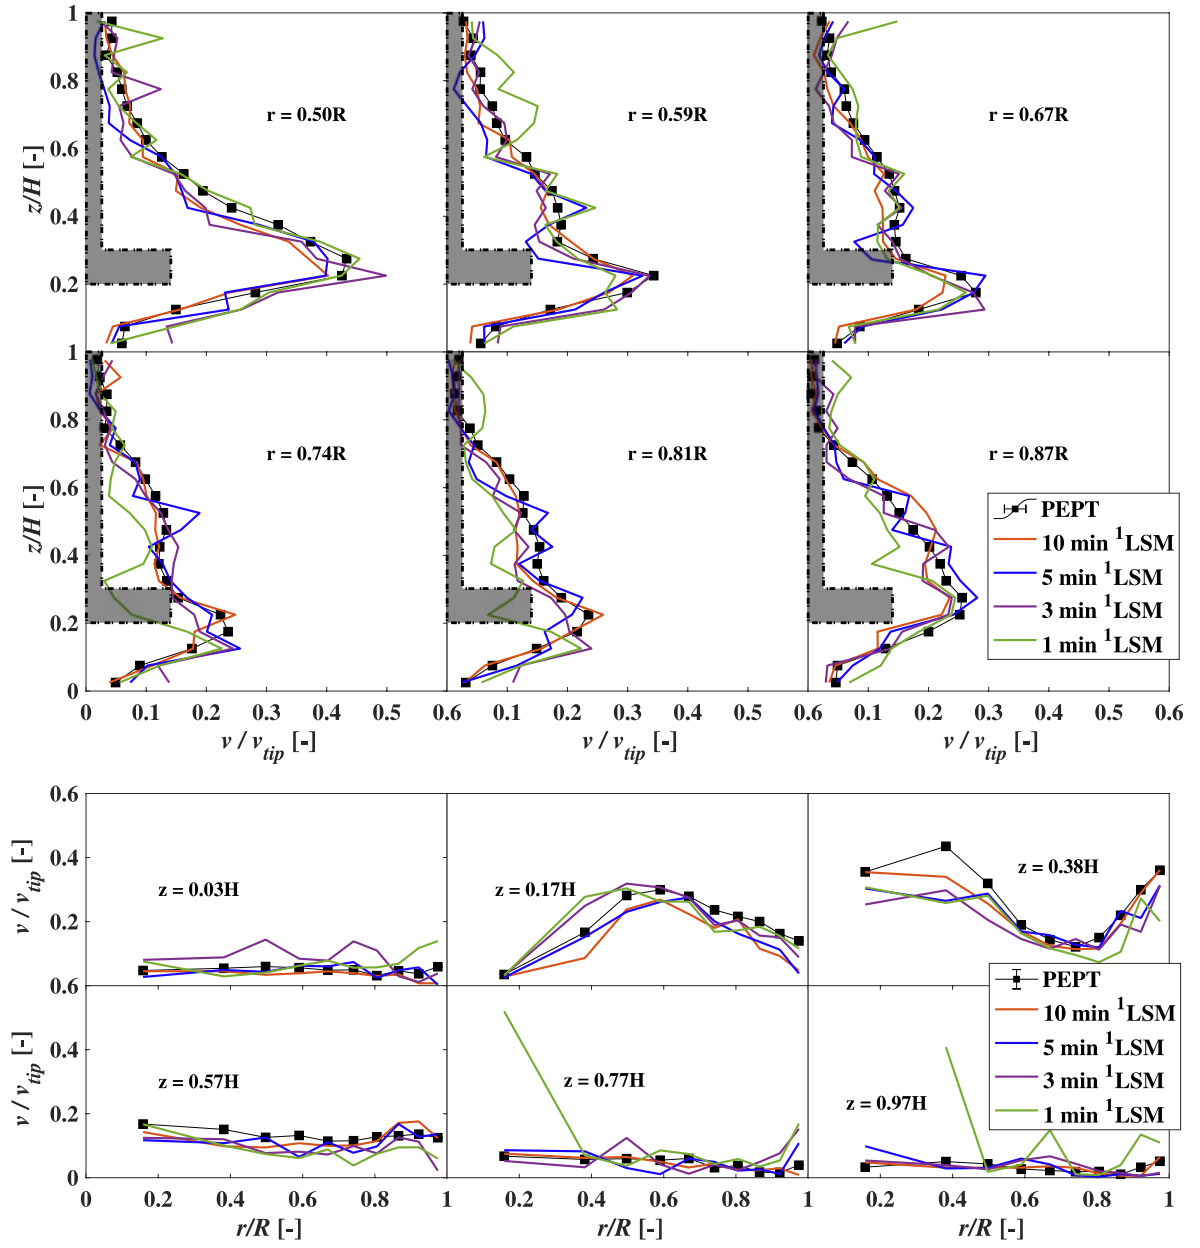 1
0.8
0.6
0.4
0.2
z/H [-]
r = 0.50R
r = 0.59R
r = 0.67R
1
0.8
0.6
0.4
0.2
0
z/H [-]
r = 0.74R
r = 0.81R
r = 0.87R
PEPT
10 min ¹LSM
5 min ¹LSM
3 min ¹LSM
1 min ¹LSM
0 0.1 0.2 0.3 0.4 0.5 0.6 0.1 0.2 0.3 0.4 0.5 0.6 0.1 0.2 0.3 0.4 0.5 0.6
v / v_tip [-] v / v_tip [-] v / v_tip [-]
0.6
0.4
0.2
v / v_tip [-]
z = 0.03H
z = 0.17H
z = 0.38H
0.6
0.4
0.2
0
v / v_tip [-]
z = 0.57H
z = 0.77H
z = 0.97H
PEPT
10 min ¹LSM
5 min ¹LSM
3 min ¹LSM
1 min ¹LSM
0.2 0.4 0.6 0.8 1 0.2 0.4 0.6 0.8 1 0.2 0.4 0.6 0.8 1
r/R [-] r/R [-] r/R [-]